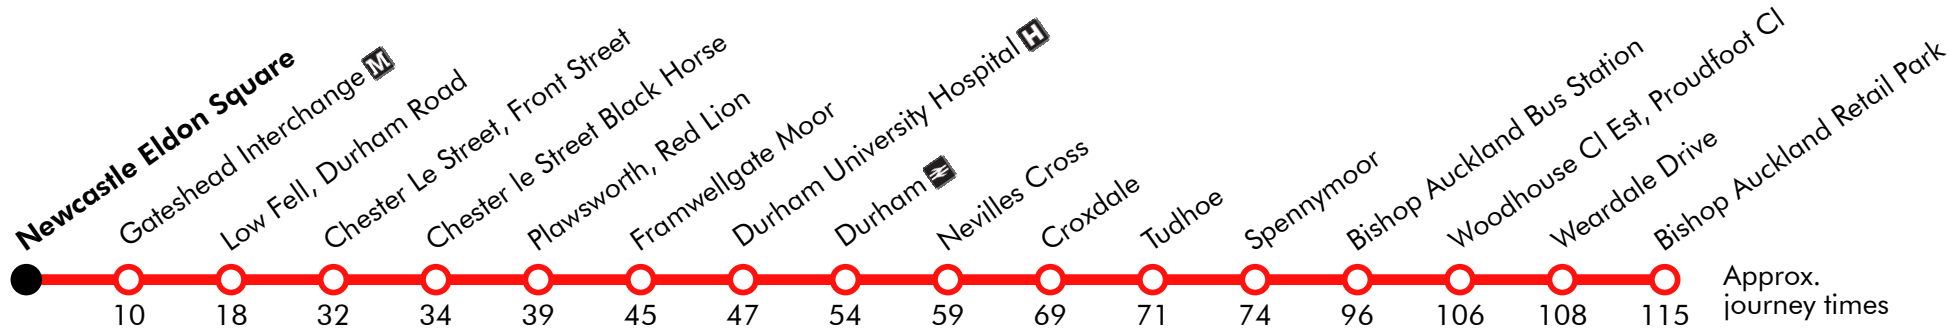 Newcastle Eldon Square
Gateshead Interchange M
Low Fell, Durham Road
Chester Le Street, Front Street
Chester le Street Black Horse
Plawsworth, Red Lion
Framwellgate Moor
Durham University Hospital H
Durham
Nevilles Cross
Croxdale
Tudhoe
Spennymoor
Bishop Auckland Bus Station
Woodhouse Cl Est, Proudfoot Cl
Weardale Drive
Bishop Auckland Retail Park
10 18 32 34 39 45 47 54 59 69 71 74 96 106 108 115
Approx.
journey times